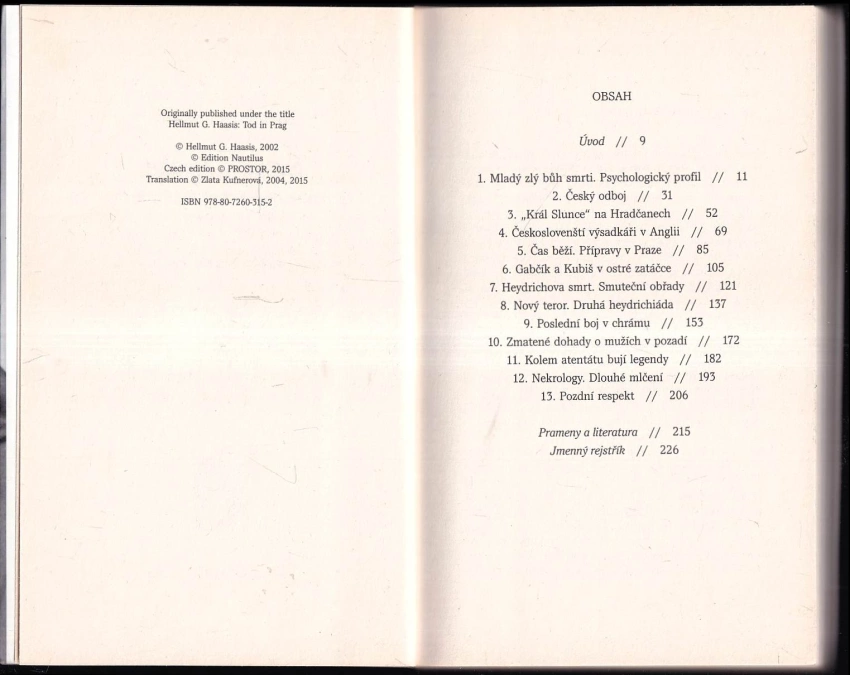 Originally published under the title
Hellmut G. Haasis: Tod in Prag
© Hellmut G. Haasis, 2002
© Edition Nautilus
Czech edition © PROSTOR, 2015
Translation © Zlata Kufnerová, 2004, 2015
ISBN 978-80-7260-315-2
OBSAH
Úvod // 9
1. Mladý zlý bůh smrti. Psychologický profil // 11
2. Český odboj // 31
3. „Král Slunce“ na Hradčanech // 52
4. Českoslovenští výsadkáři v Anglii // 69
5. Čas běží. Přípravy v Praze // 85
6. Gabčík a Kubiš v ostré zatáčce // 105
7. Heydrichova smrt. Smuteční obřady // 121
8. Nový teror. Druhá heydrichiáda // 137
9. Poslední boj v chrámu // 153
10. Zmatené dohady o mužích v pozadí // 172
11. Kolem atentátu bují legendy // 182
12. Nekrology. Dlouhé mlčení // 193
13. Pozdní respekt // 206
Prameny a literatura // 215
Jmenný rejstřík // 226